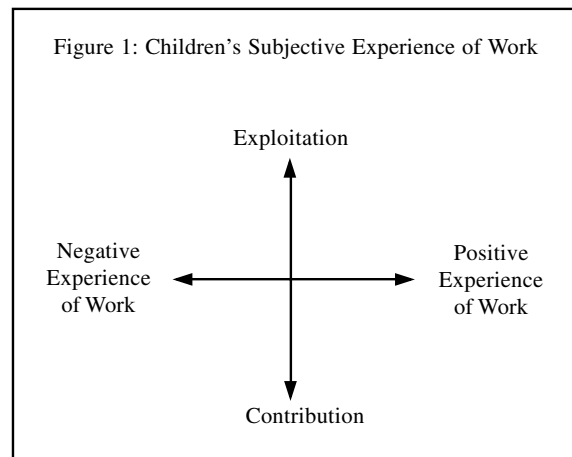 Figure 1: Children’s Subjective Experience of Work
Exploitation
Negative
Experience
of Work
Positive
Experience
of Work
Contribution